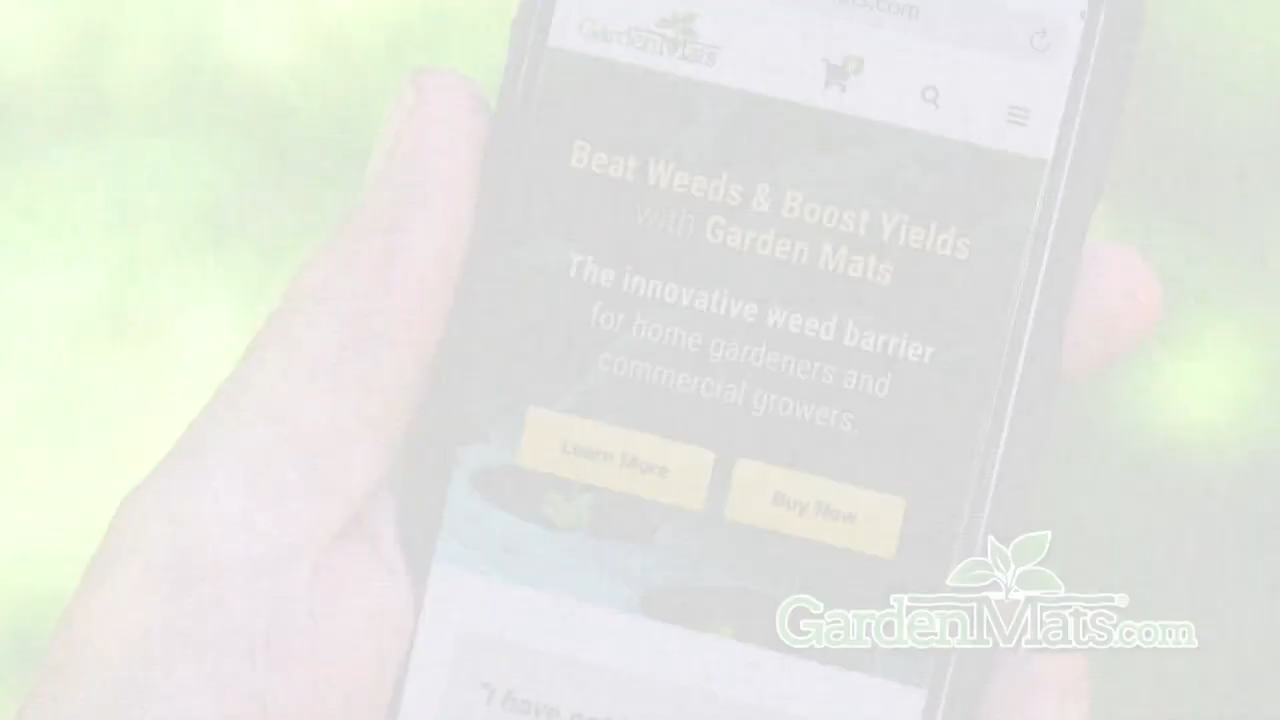 GardenMats
Beat Weeds & Boost Yields
with Garden Mats
The innovative weed barrier
for home gardeners and
commercial growers.
Learn More
Buy Now
"I have
GardenMats.com